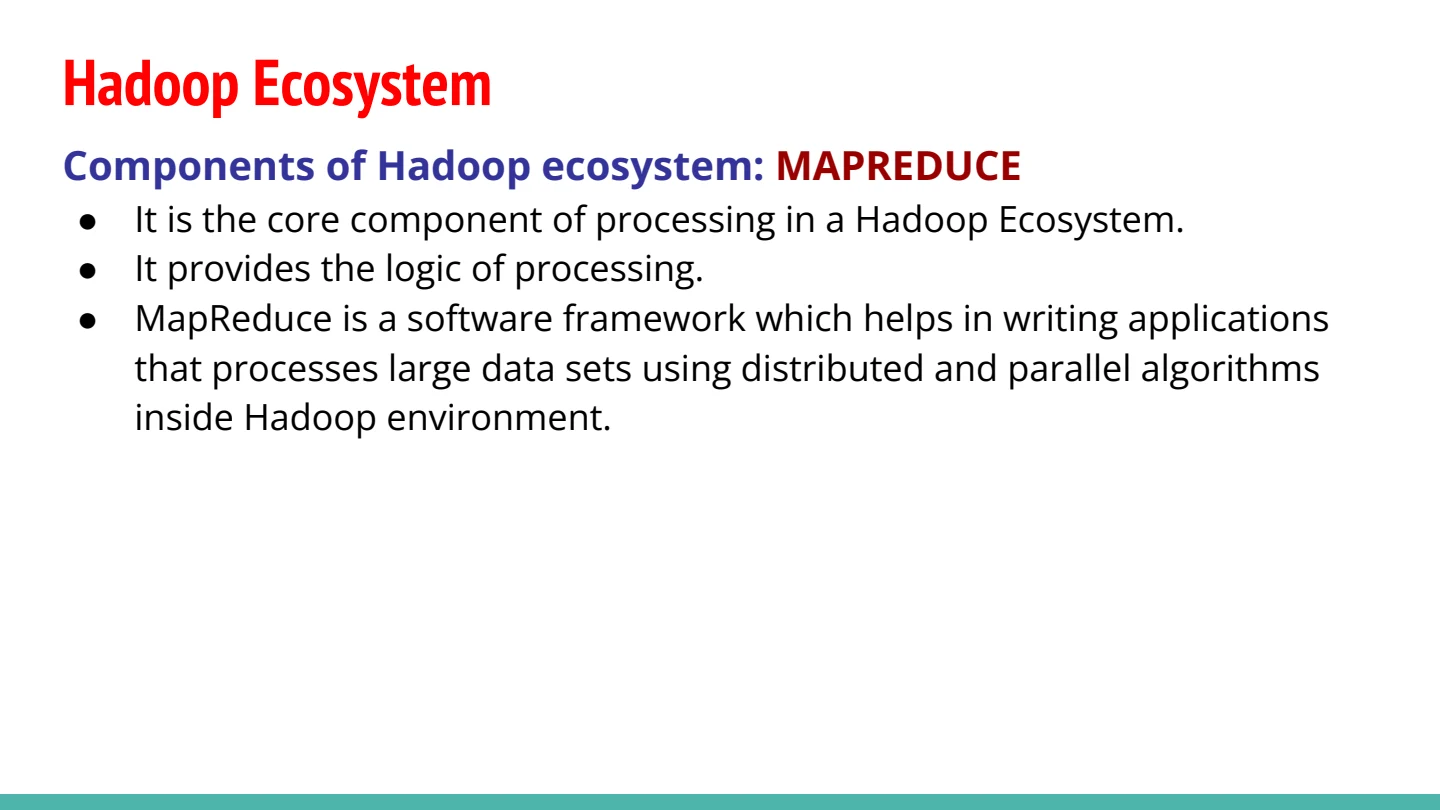 Hadoop Ecosystem
Components of Hadoop ecosystem: MAPREDUCE
● It is the core component of processing in a Hadoop Ecosystem.
● It provides the logic of processing.
● MapReduce is a software framework which helps in writing applications
that processes large data sets using distributed and parallel algorithms
inside Hadoop environment.